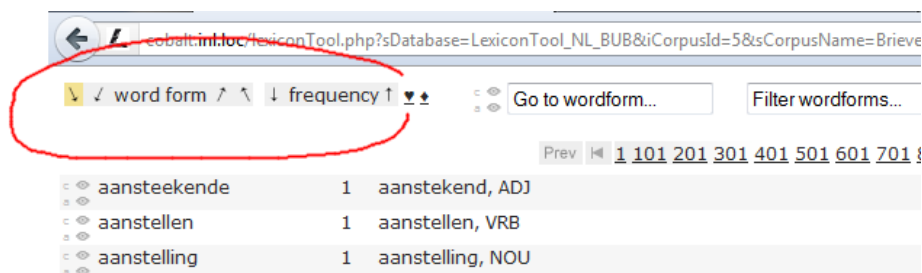 cobalt.inl.loc/lexiconTool.php?sDatabase=LexiconTool_NL_BUB&iCorpusId=5&sCorpusName=Brieve
↘ ↙ word form ↗ ↖ ↓ frequency ↑ ♥ ♦ c a Go to wordform... Filter wordforms...
Prev 1 101 201 301 401 501 601 701 8
c a aansteekende 1 aanstekend, ADJ
c a aanstellen 1 aanstellen, VRB
c a aanstelling 1 aanstelling, NOU